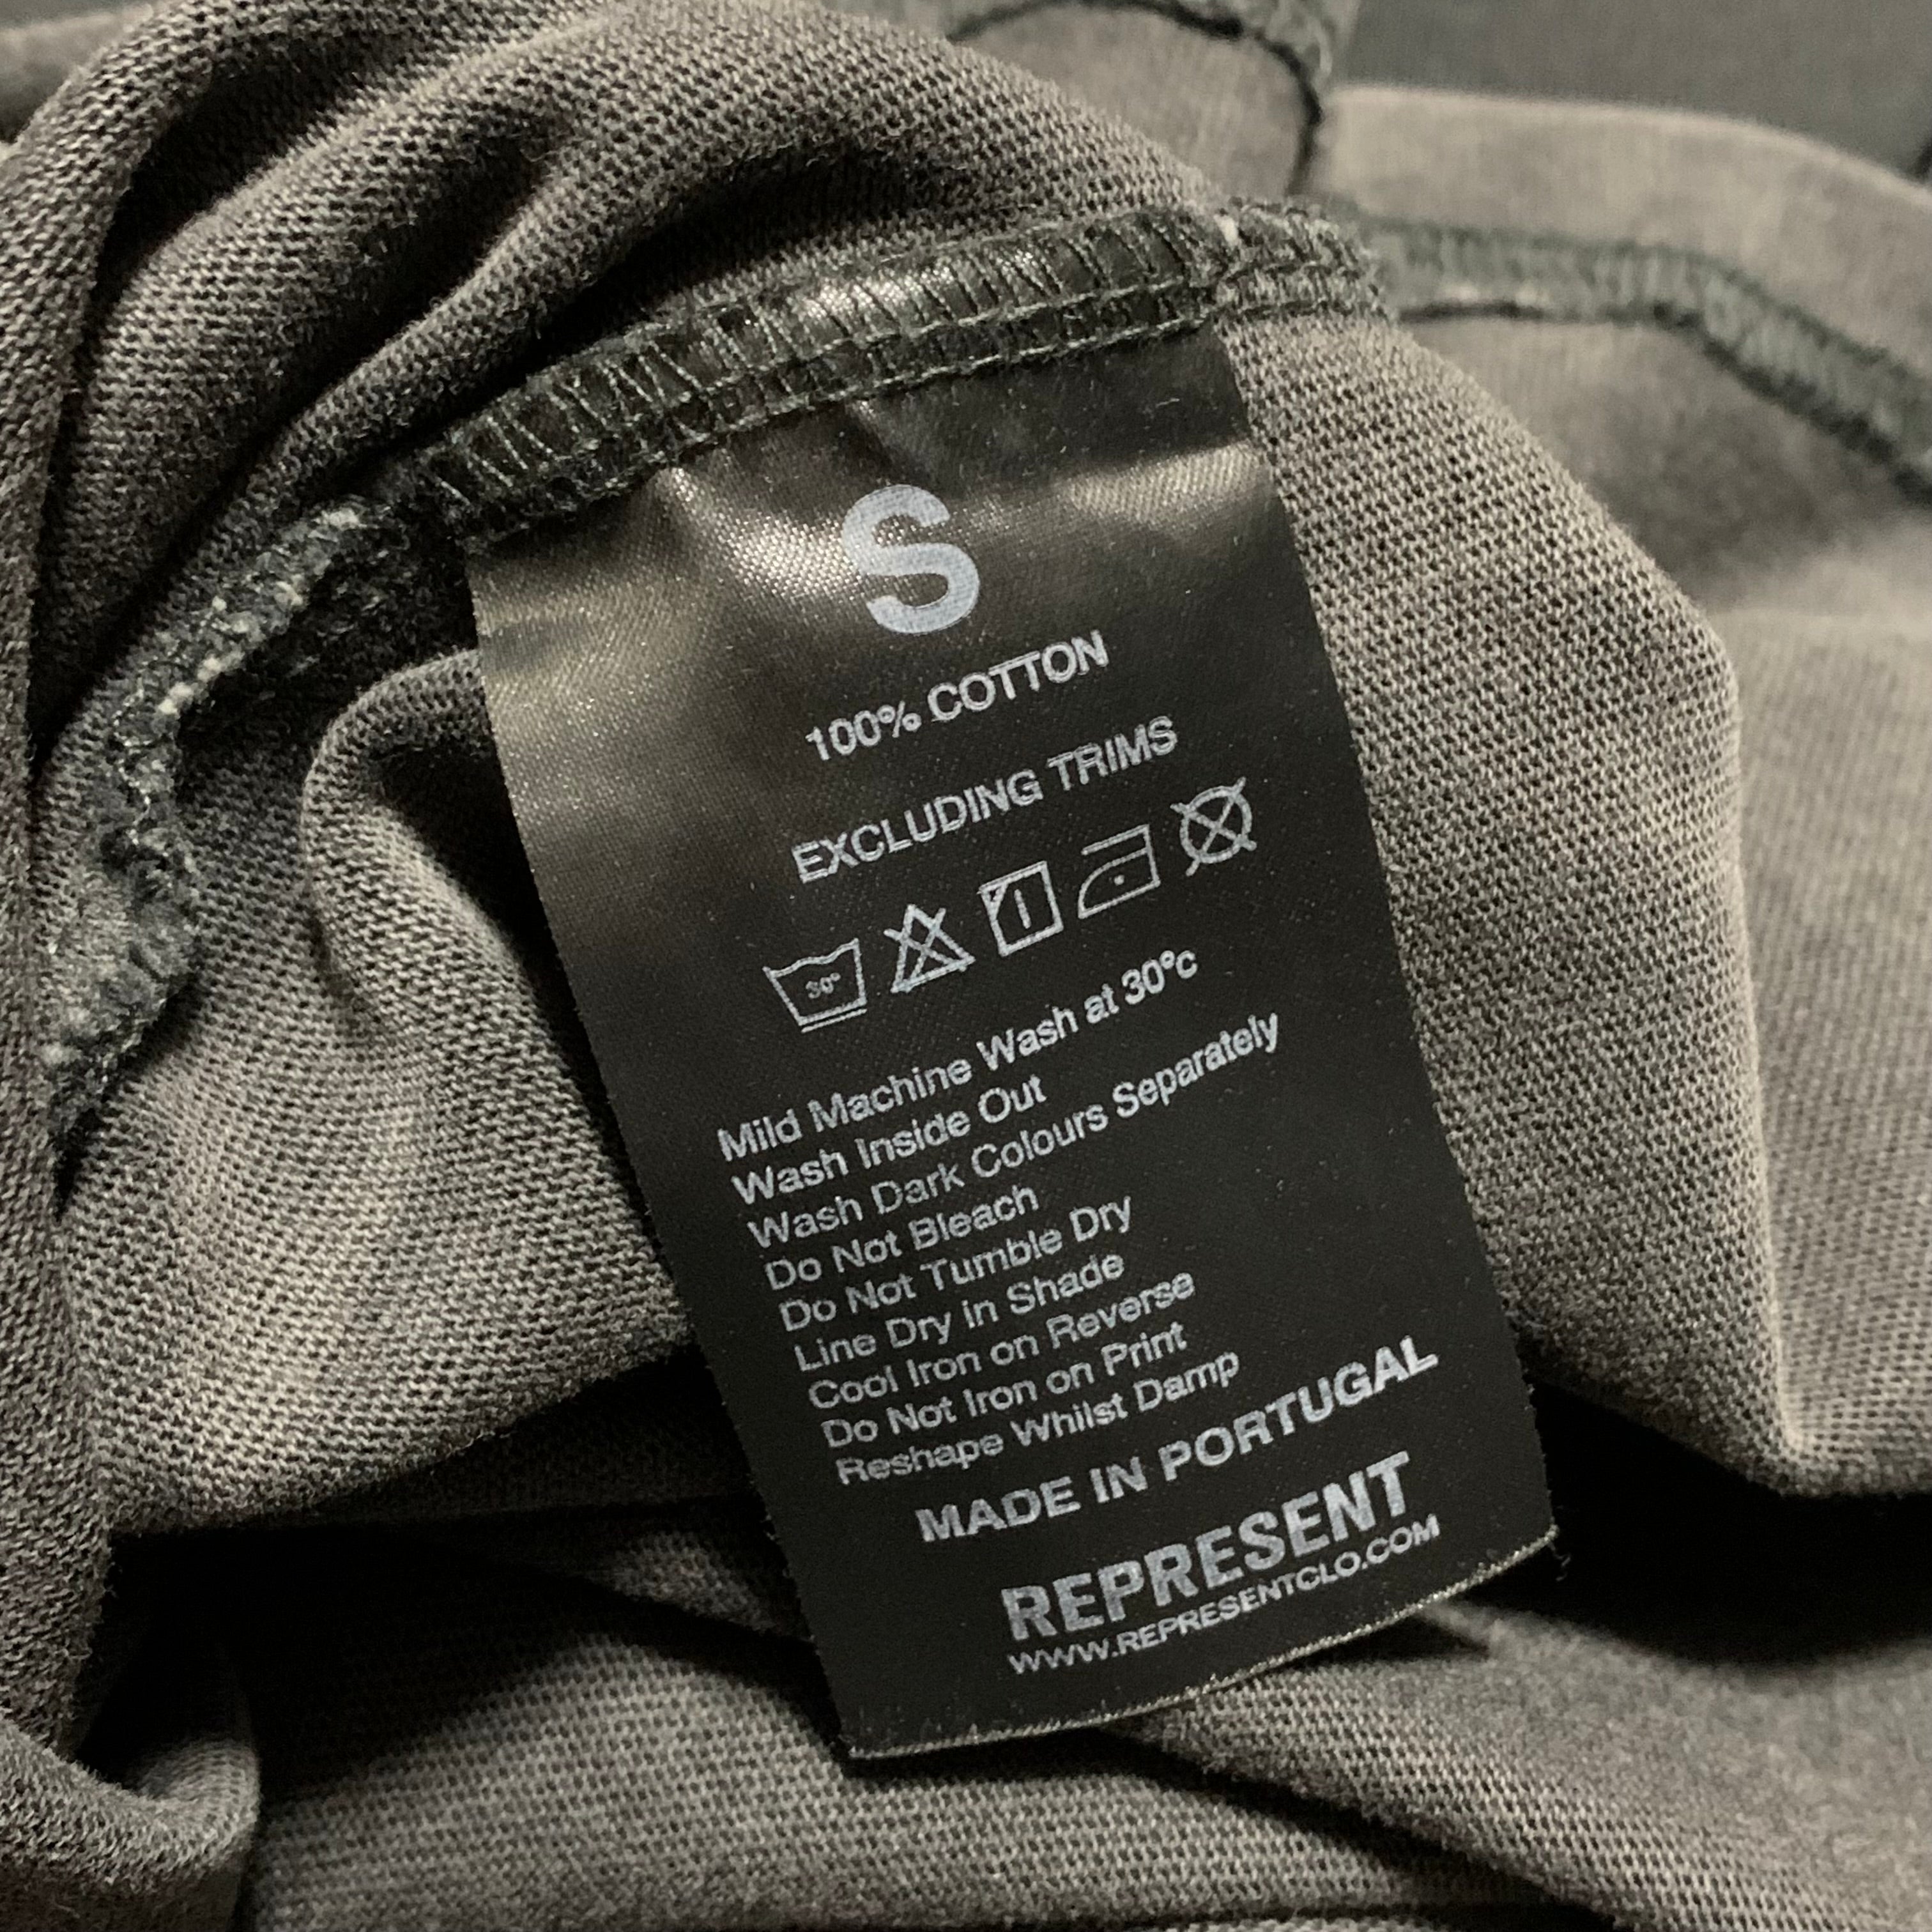 S
100% COTTON
EXCLUDING TRIMS
30°
Mild Machine Wash at 30°c
Wash Inside Out
Wash Dark Colours Separately
Do Not Bleach
Do Not Tumble Dry
Line Dry in Shade
Cool Iron on Reverse
Do Not Iron on Print
Reshape Whilst Damp
MADE IN PORTUGAL
REPRESENT
WWW.REPRESENTCLO.COM